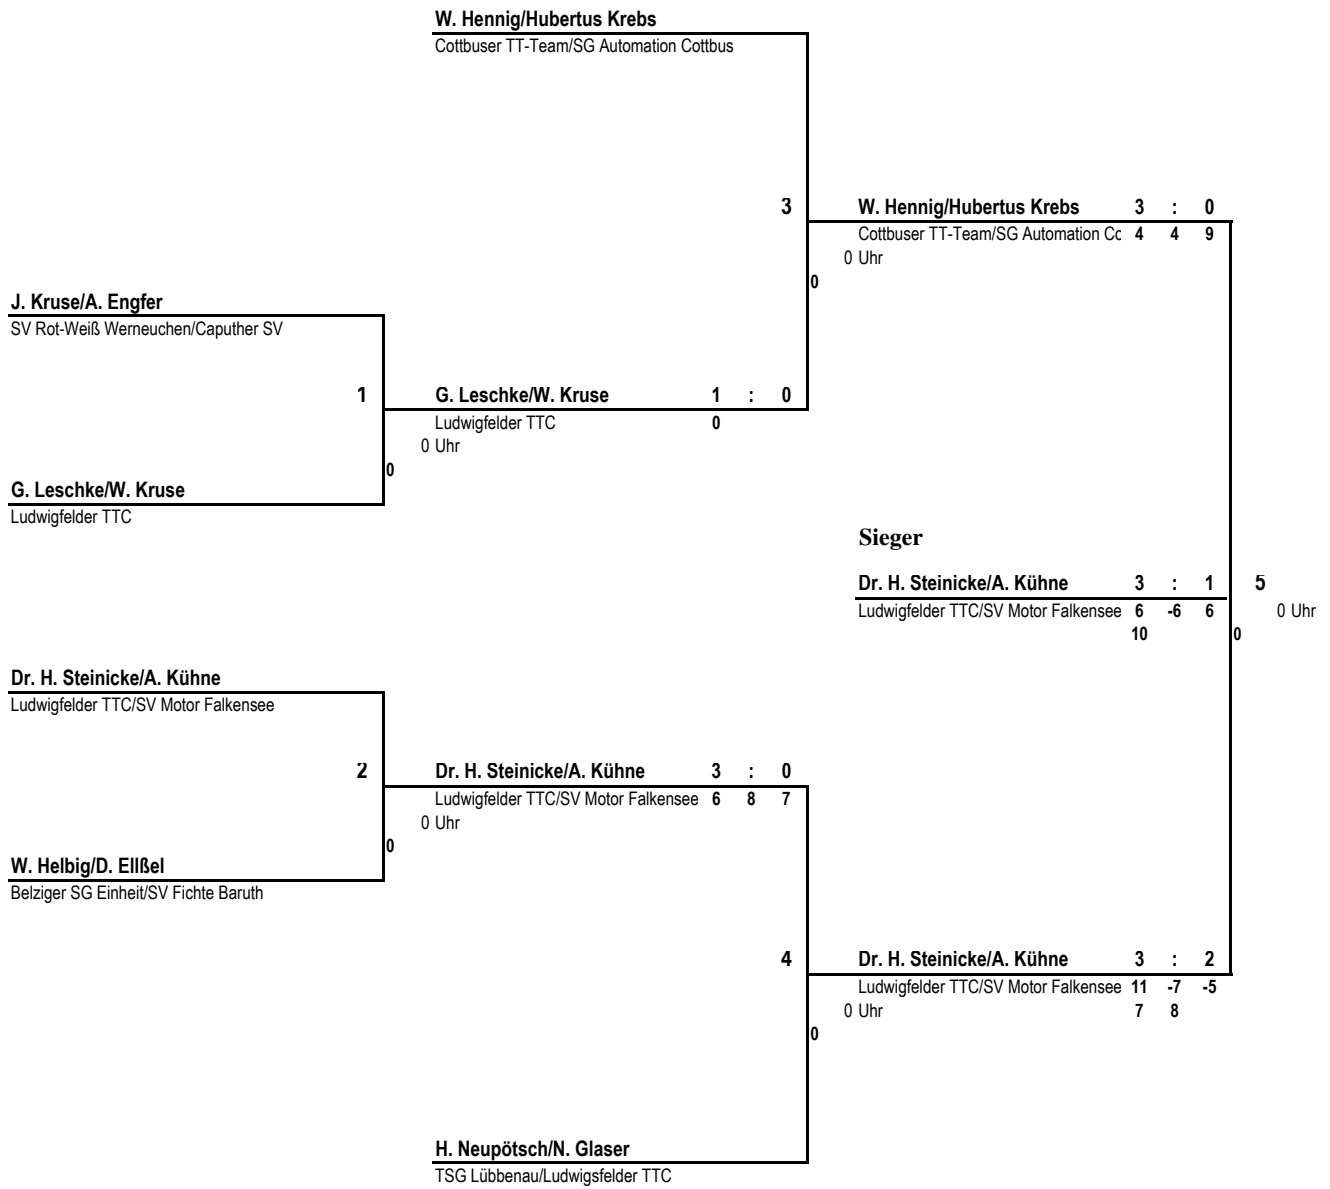 W. Hennig/Hubertus Krebs
Cottbuser TT-Team/SG Automation Cottbus
3 W. Hennig/Hubertus Krebs 3 : 0
Cottbuser TT-Team/SG Automation Cc 4 4 9
0 Uhr
0
J. Kruse/A. Engfer
SV Rot-Weiß Werneuchen/Caputher SV
1 G. Leschke/W. Kruse 1 : 0
Ludwigfelder TTC 0
0 Uhr
0
G. Leschke/W. Kruse
Ludwigfelder TTC
Sieger
Dr. H. Steinicke/A. Kühne 3 : 1 5
Ludwigfelder TTC/SV Motor Falkensee 6 -6 6 0 Uhr
10 0
Dr. H. Steinicke/A. Kühne
Ludwigfelder TTC/SV Motor Falkensee
2 Dr. H. Steinicke/A. Kühne 3 : 0
Ludwigfelder TTC/SV Motor Falkensee 6 8 7
0 Uhr
0
W. Helbig/D. Ellßel
Belziger SG Einheit/SV Fichte Baruth
4 Dr. H. Steinicke/A. Kühne 3 : 2
Ludwigfelder TTC/SV Motor Falkensee 11 -7 -5
0 Uhr 7 8
0
H. Neupötsch/N. Glaser
TSG Lübbenau/Ludwigsfelder TTC